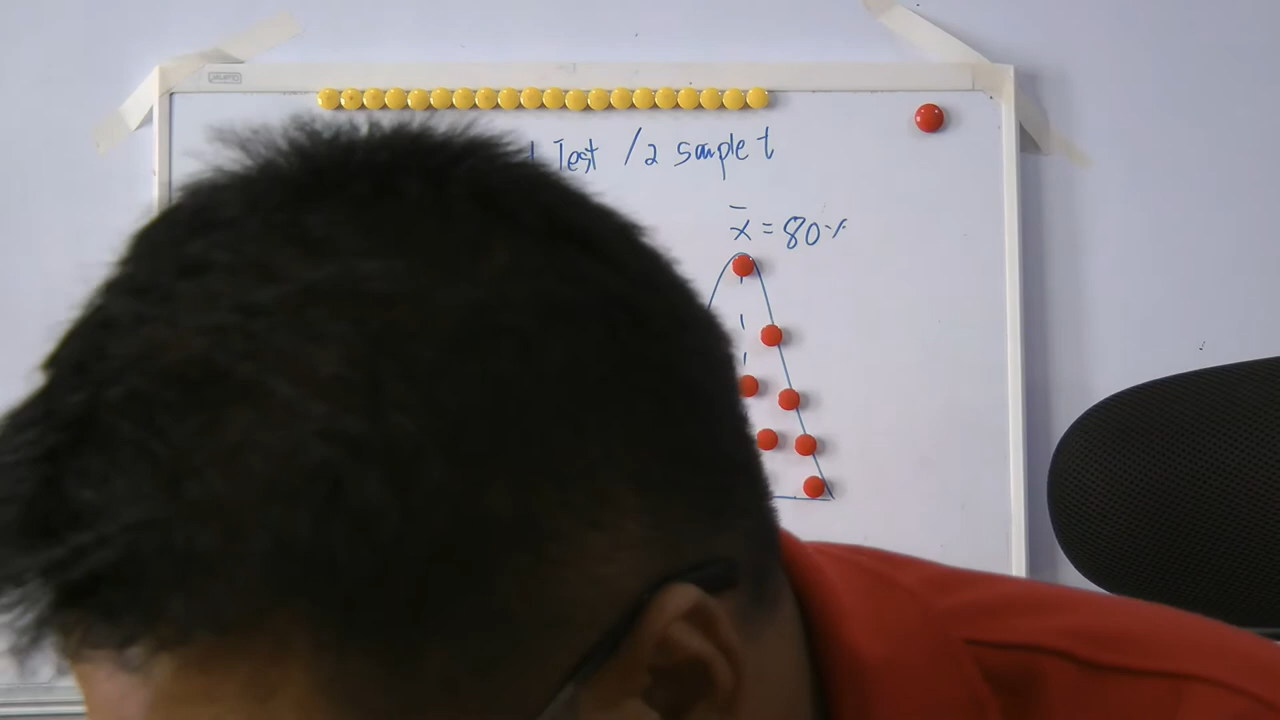 Test / 2 sample t
x̄ = 80%